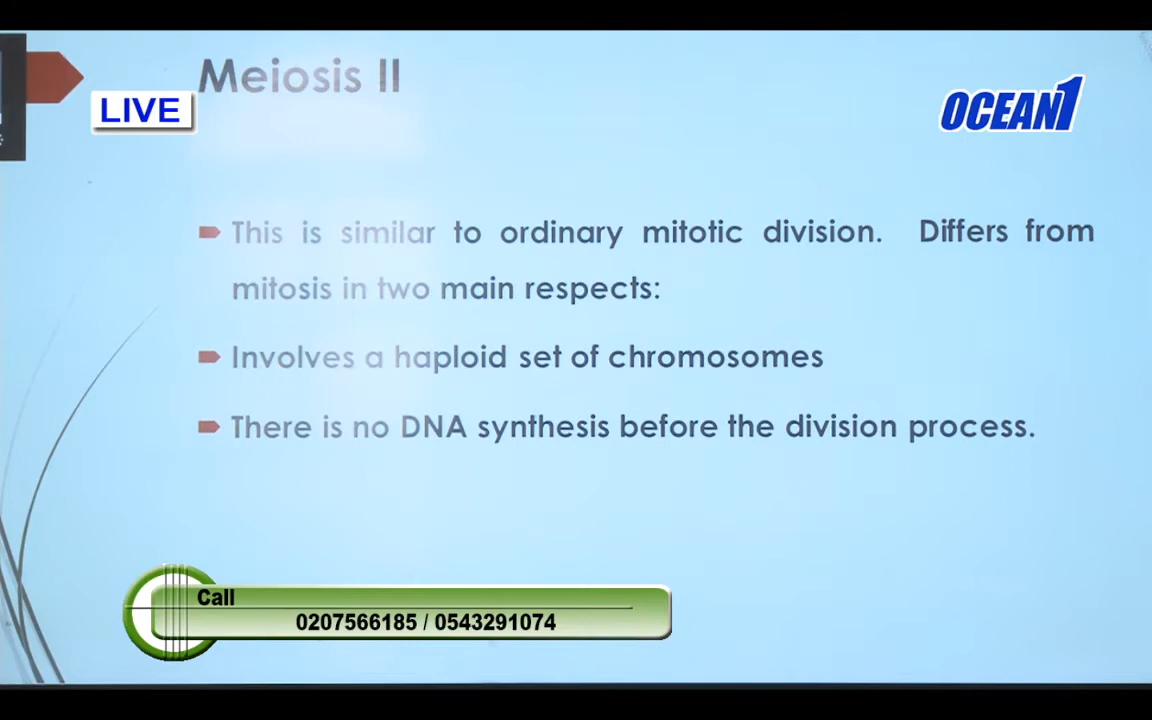 Meiosis II
LIVE
OCEAN1
This is similar to ordinary mitotic division. Differs from
mitosis in two main respects:
Involves a haploid set of chromosomes
There is no DNA synthesis before the division process.
Call
0207566185 / 0543291074